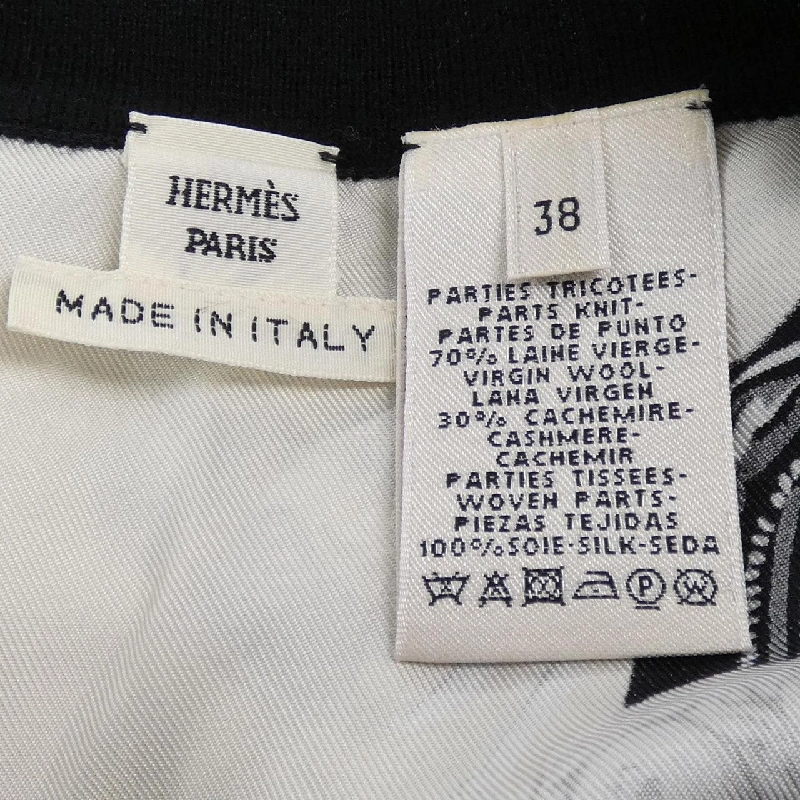 HERMÈS
PARIS
MADE IN ITALY
38
PARTIES TRICOTEES-
PARTS KNIT-
PARTES DE PUNTO
70% LAINE VIERGE-
VIRGIN WOOL-
LANA VIRGEN
30% CACHEMIRE-
CASHMERE-
CACHEMIR
PARTIES TISSEES-
WOVEN PARTS-
PIEZAS TEJIDAS
100% SOIE-SILK-SEDA
P W